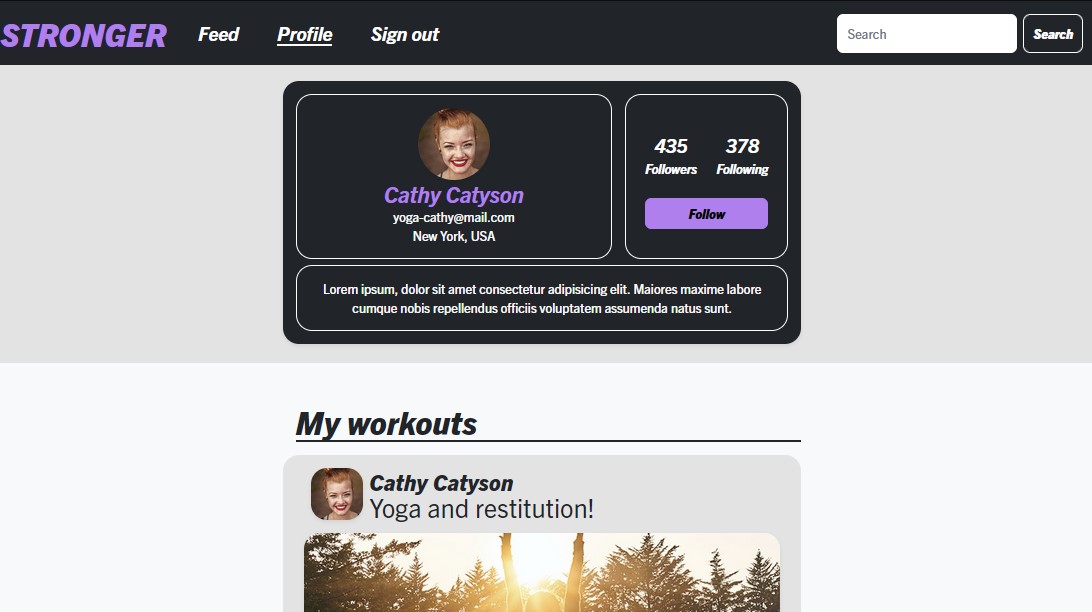 STRONGER
Feed
Profile
Sign out
Search
Search
Cathy Catyson
yoga-cathy@mail.com
New York, USA
435
378
Followers
Following
Follow
Lorem ipsum, dolor sit amet consectetur adipisicing elit. Maiores maxime labore
cumque nobis repellendus officiis voluptatem assumenda natus sunt.
My workouts
Cathy Catyson
Yoga and restitution!